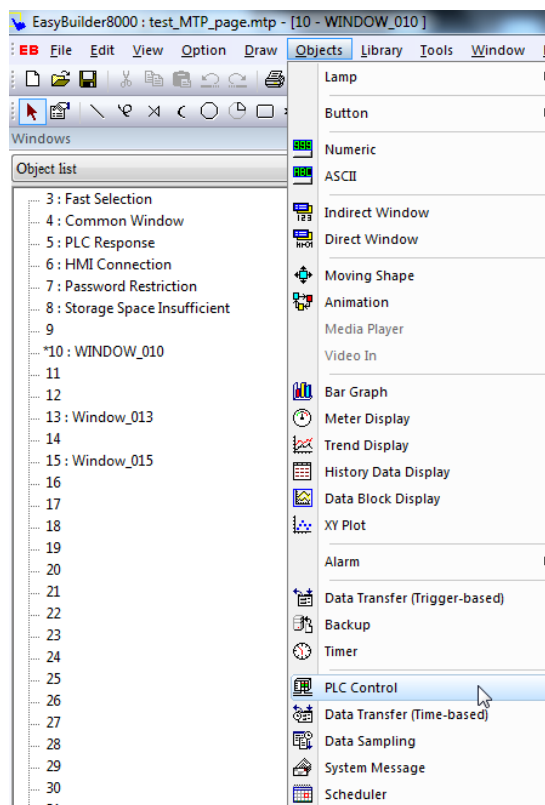 EasyBuilder8000 : test_MTP_page.mtp - [10 - WINDOW_010 ]
EB File Edit View Option Draw Objects Library Tools Window
Windows
Object list
3 : Fast Selection
4 : Common Window
5 : PLC Response
6 : HMI Connection
7 : Password Restriction
8 : Storage Space Insufficient
9
*10 : WINDOW_010
11
12
13 : Window_013
14
15 : Window_015
16
17
18
19
20
21
22
23
24
25
26
27
28
29
30
Lamp
Button
Numeric
ASCII
Indirect Window
Direct Window
Moving Shape
Animation
Media Player
Video In
Bar Graph
Meter Display
Trend Display
History Data Display
Data Block Display
XY Plot
Alarm
Data Transfer (Trigger-based)
Backup
Timer
PLC Control
Data Transfer (Time-based)
Data Sampling
System Message
Scheduler